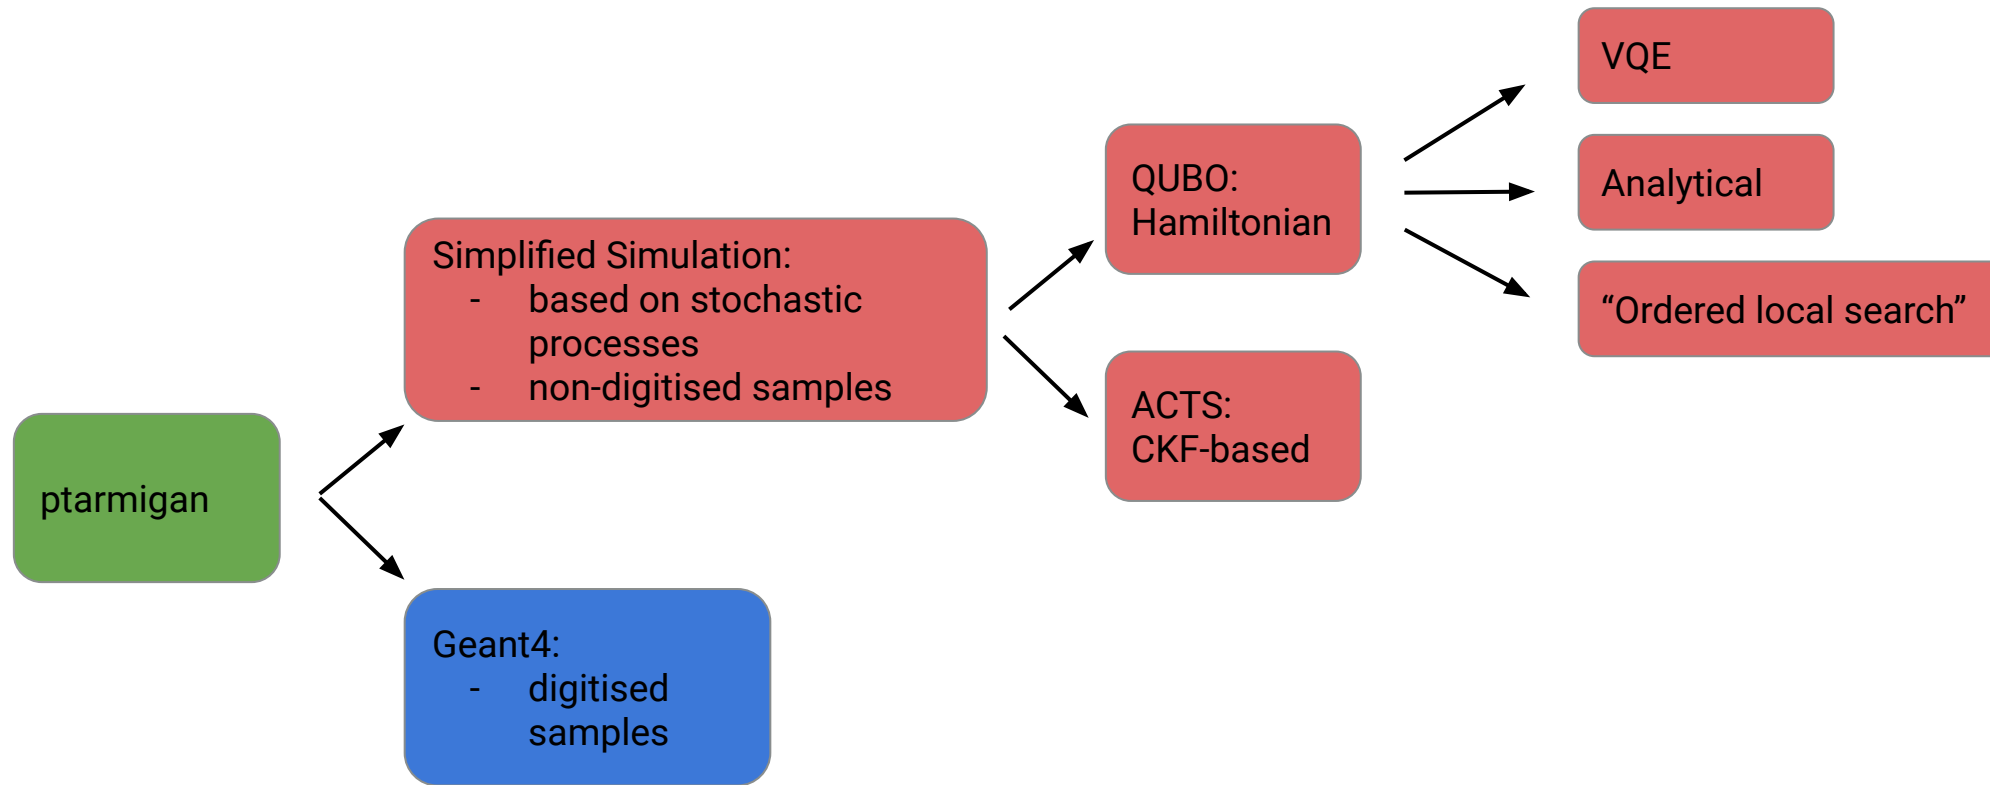 ptarmigan
Simplified Simulation:
- based on stochastic
processes
- non-digitised samples
Geant4:
- digitised
samples
QUBO:
Hamiltonian
ACTS:
CKF-based
VQE
Analytical
“Ordered local search”